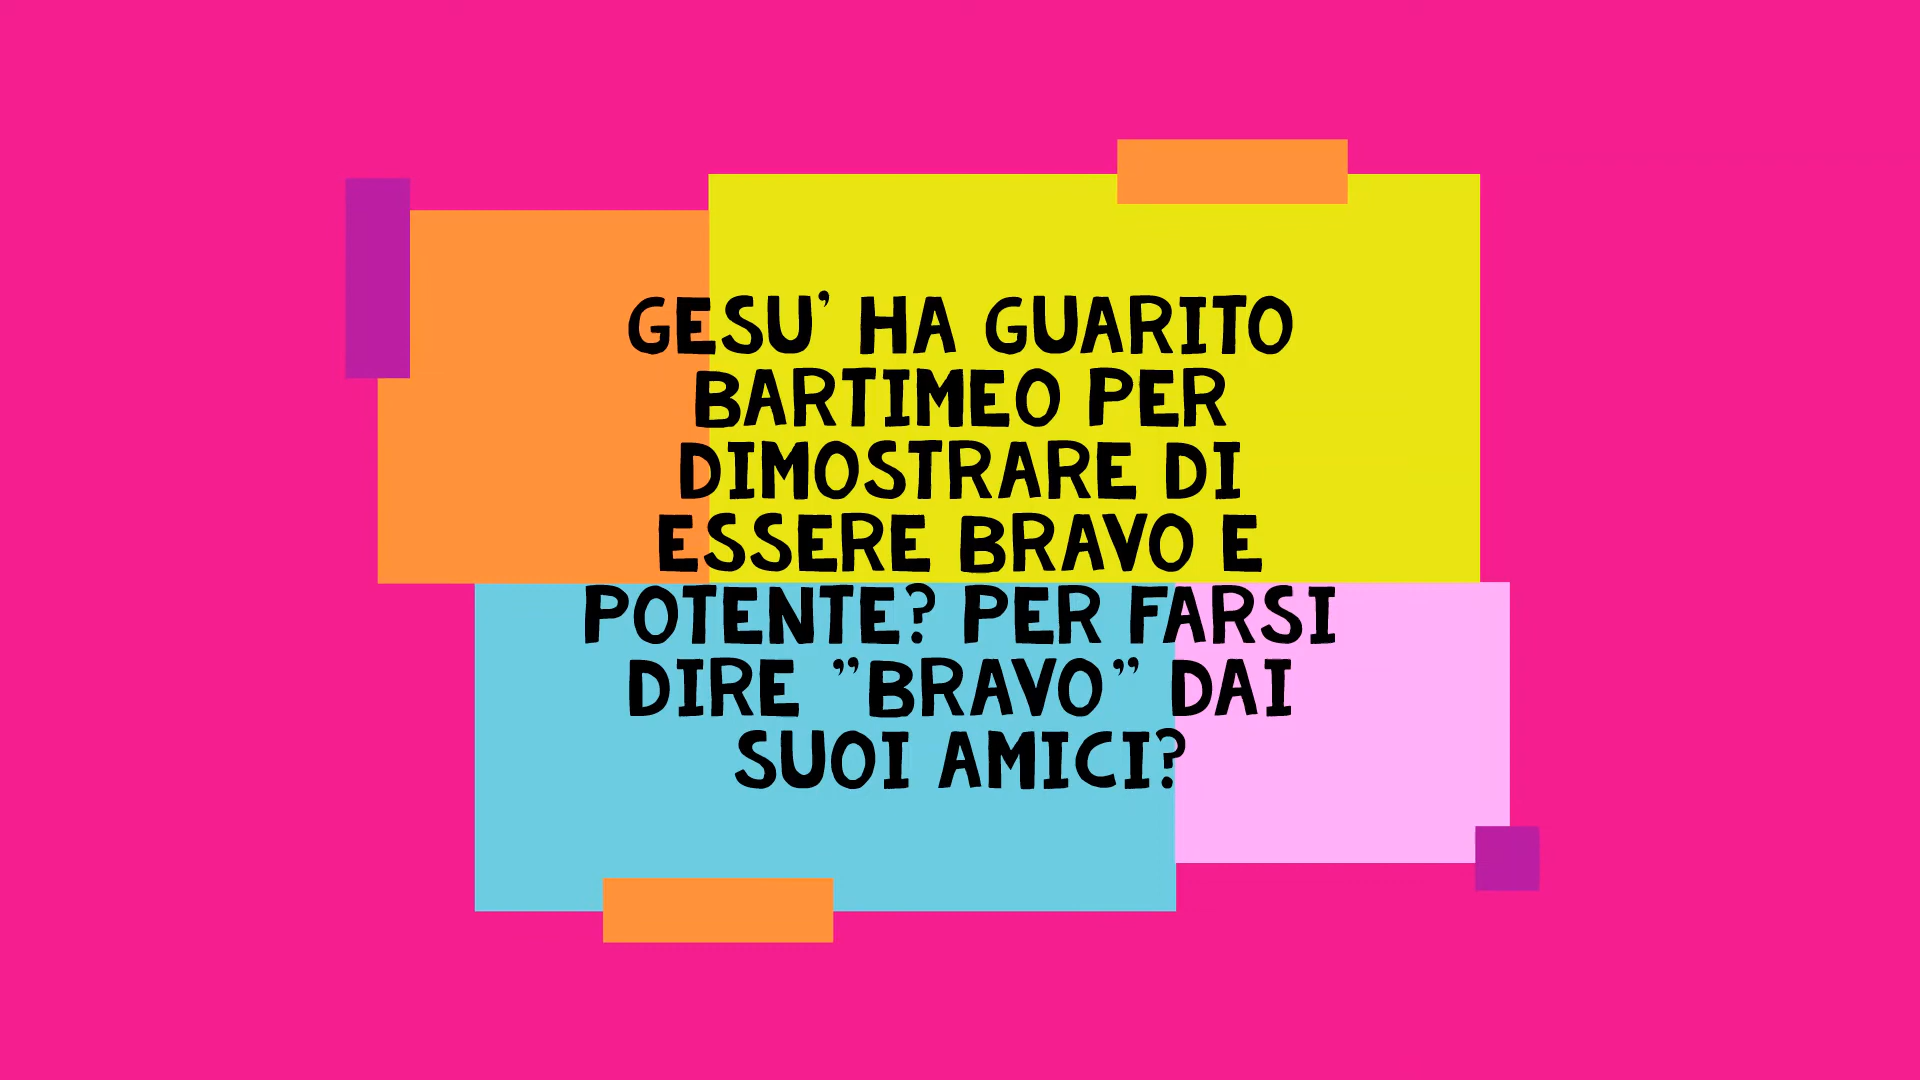 GESU' HA GUARITO
BARTIMEO PER
DIMOSTRARE DI
ESSERE BRAVO E
POTENTE? PER FARSI
DIRE "BRAVO" DAI
SUOI AMICI?